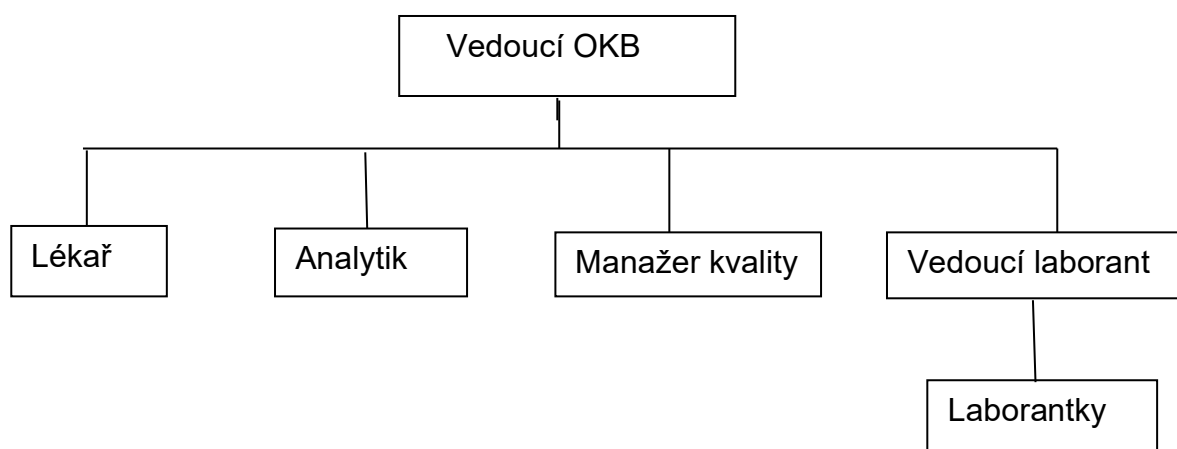 Vedoucí OKB
Lékař
Analytik
Manažer kvality
Vedoucí laborant
Laborantky